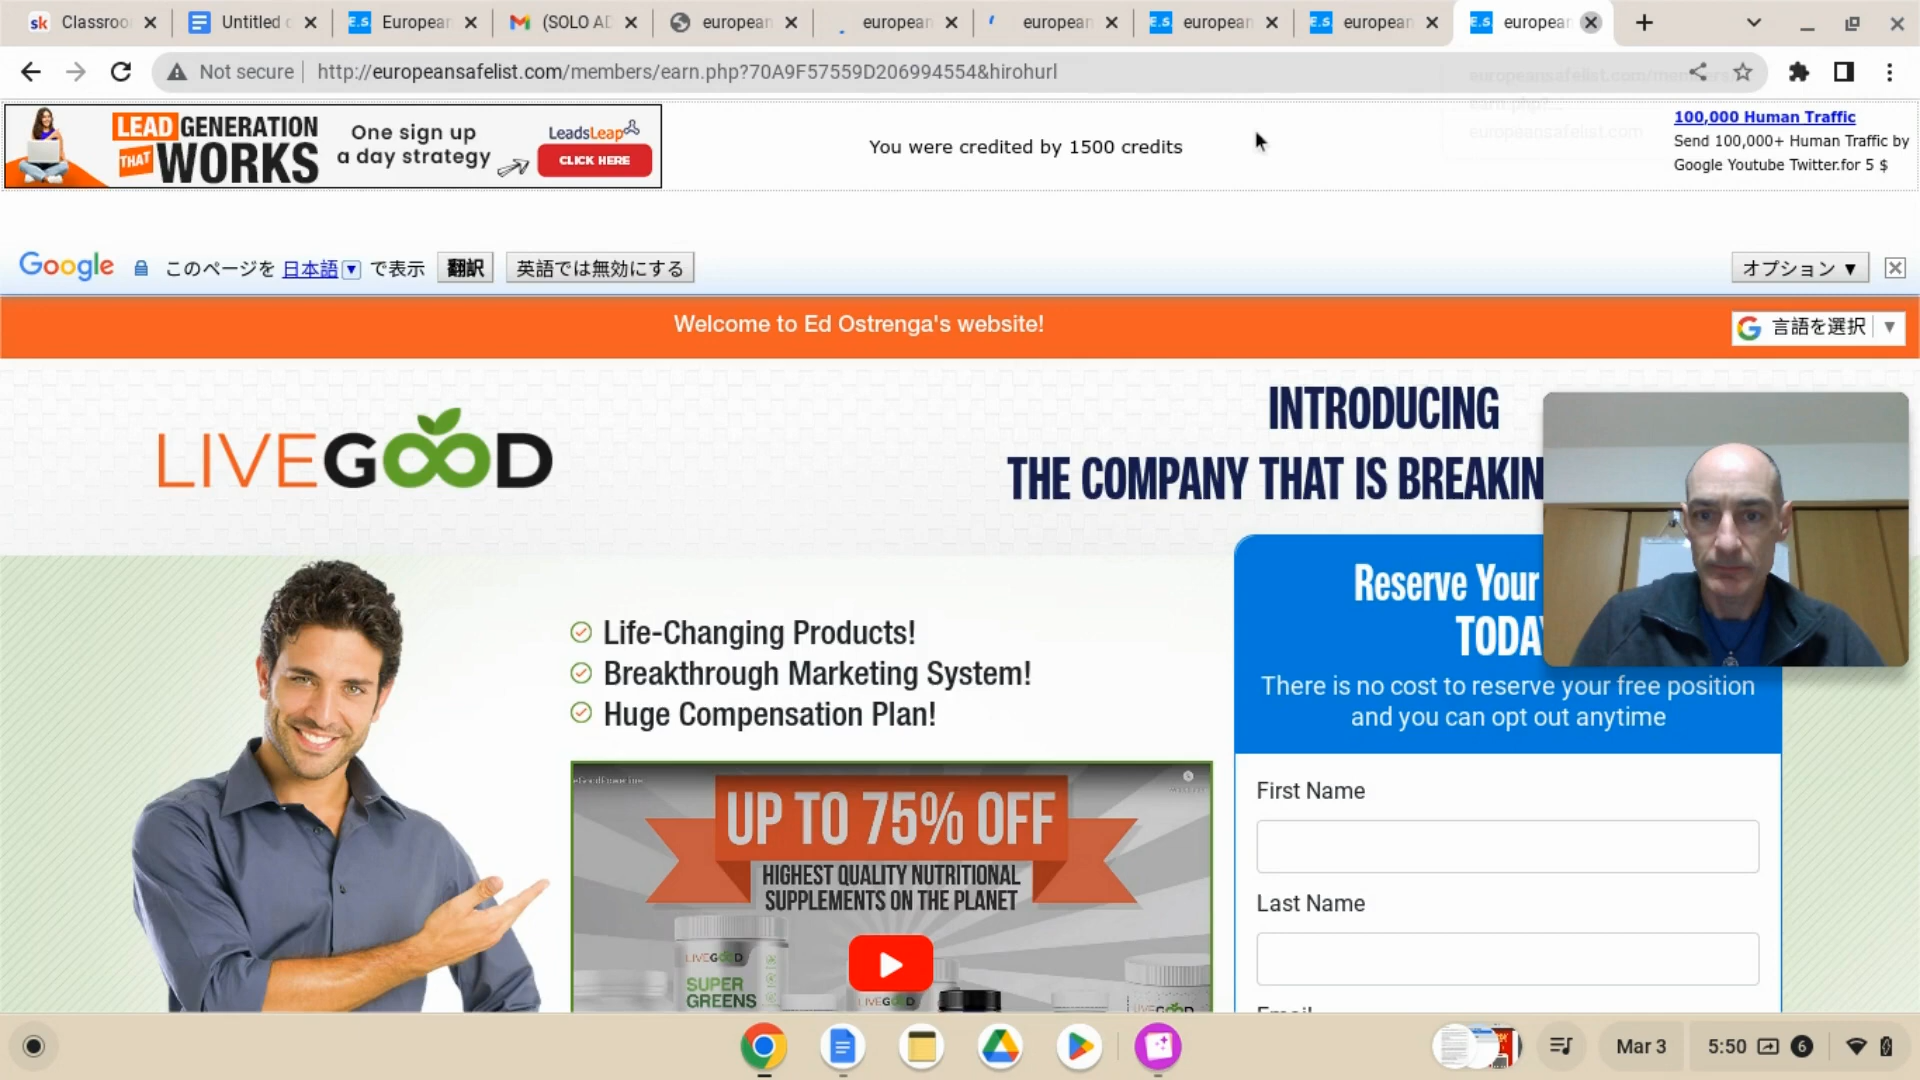 sk Classroo
Untitled
E.S. European
(SOLO AD
european
european
european
E.S. european
E.S. european
E.S. european
Not secure
http://europeansafelist.com/members/earn.php?70A9F57559D206994554&hirohurl
LEAD GENERATION
THAT WORKS
One sign up
a day strategy
LeadsLeap
CLICK HERE
You were credited by 1500 credits
100,000 Human Traffic
Send 100,000+ Human Traffic by
Google Youtube Twitter.for 5 $
Google このページを 日本語 ▼ で表示 翻訳 英語では無効にする
オプション ▼
Welcome to Ed Ostrenga's website!
言語を選択 ▼
LIVEGOOD
INTRODUCING
THE COMPANY THAT IS BREAKIN
Life-Changing Products!
Breakthrough Marketing System!
Huge Compensation Plan!
Reserve Your
TODAY
There is no cost to reserve your free position
and you can opt out anytime
First Name
Last Name
Email
UP TO 75% OFF
HIGHEST QUALITY NUTRITIONAL
SUPPLEMENTS ON THE PLANET
LIVEGOOD
SUPER
GREENS
LIVEGOOD
Mar 3
5:50
6